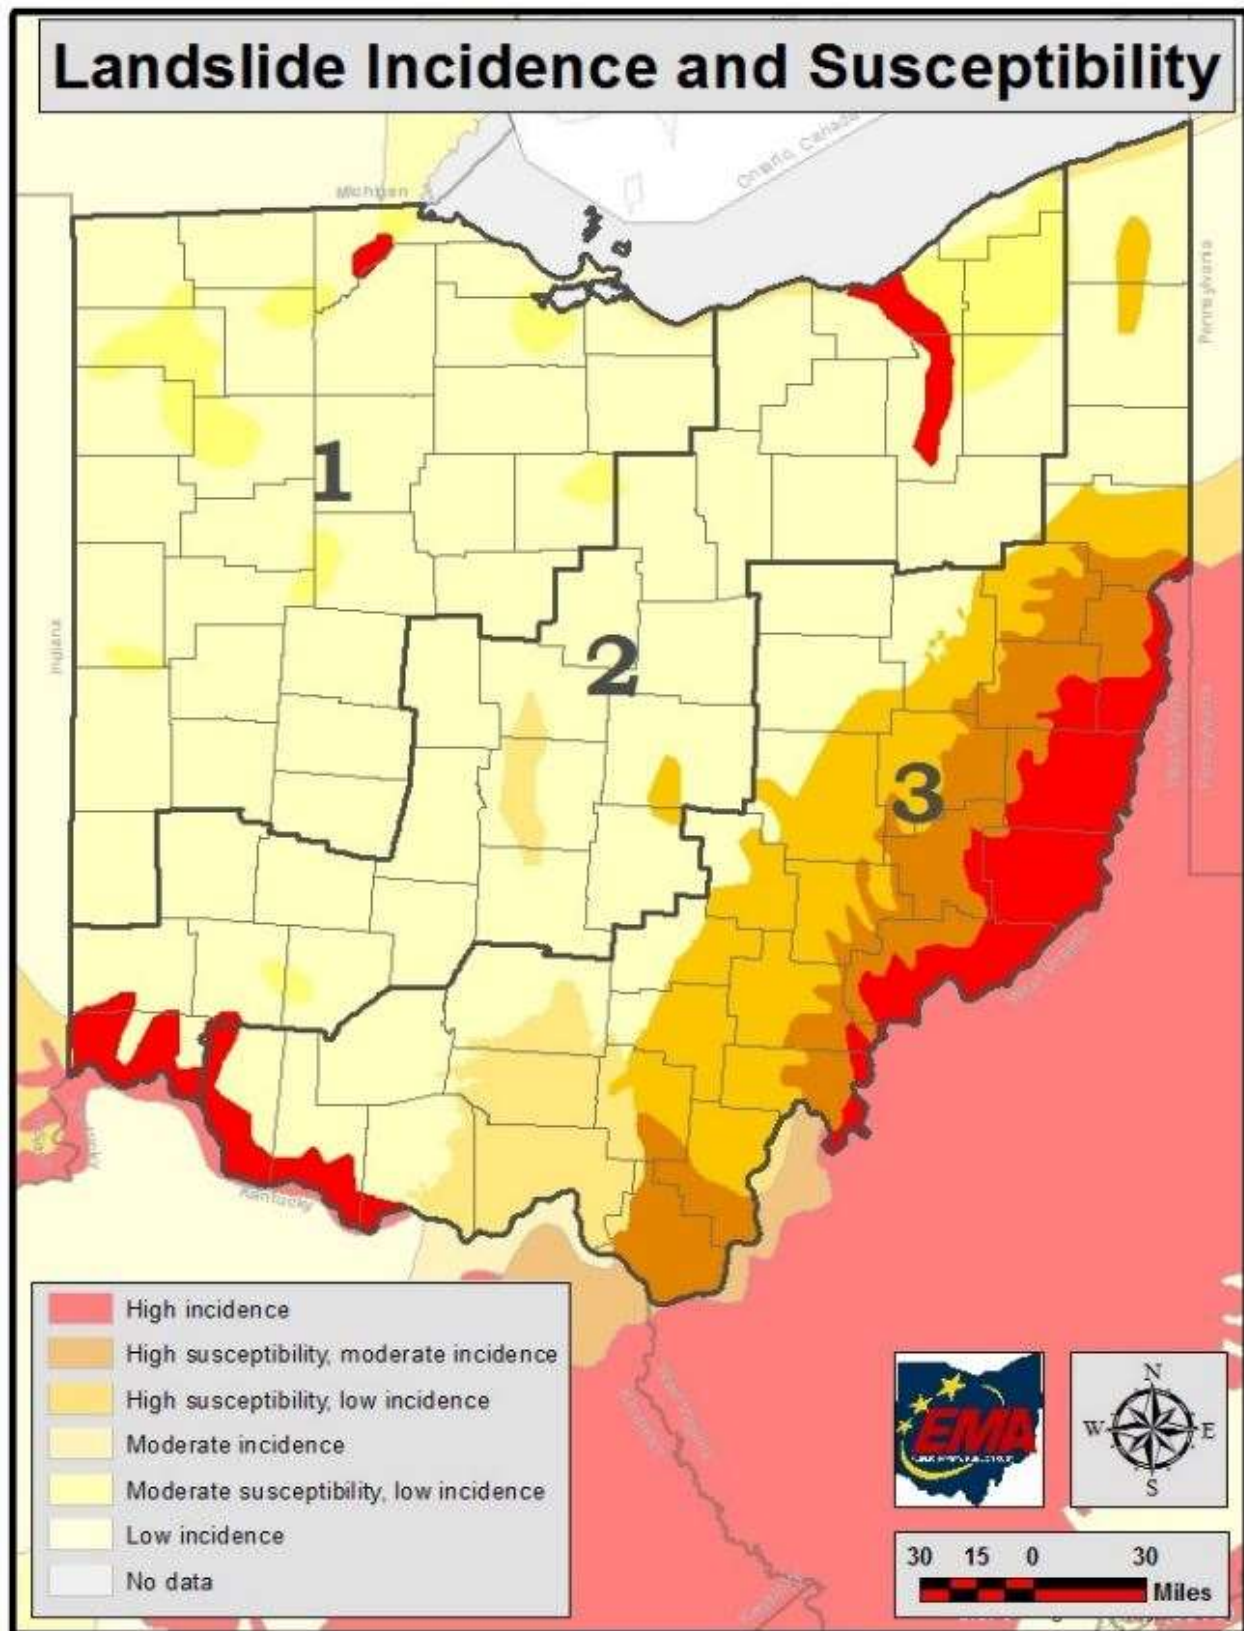 Landslide Incidence and Susceptibility
Michigan
Ontario, Canada
Pennsylvania
Indiana
1
2
3
Kentucky
High incidence
High susceptibility, moderate incidence
High susceptibility, low incidence
Moderate incidence
Moderate susceptibility, low incidence
Low incidence
No data
EMA
N
W
E
S
30 15 0 30
Miles